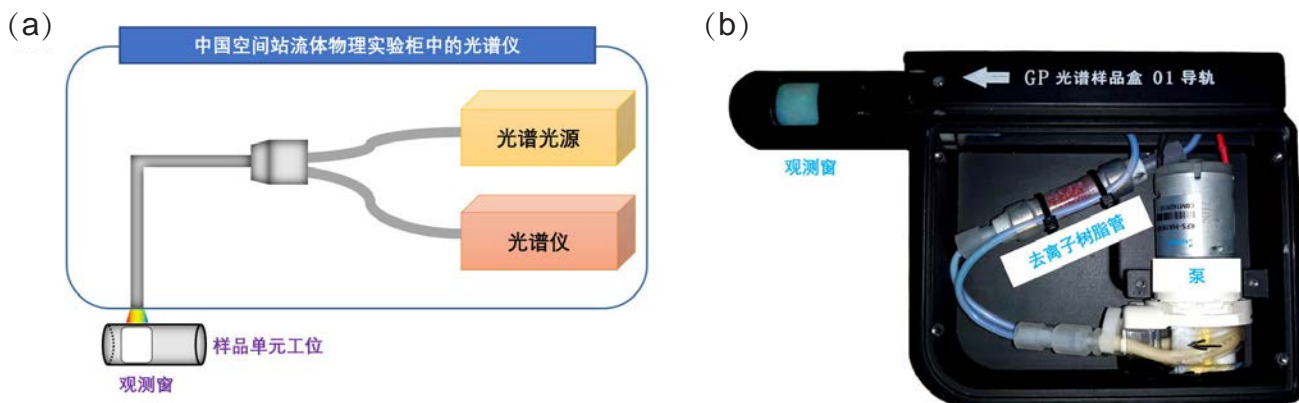 (a)
中国空间站流体物理实验柜中的光谱仪
光谱光源
光谱仪
样品单元工位
观测窗
(b)
GP 光谱样品盒 01 导轨
观测窗
去离子树脂管
泵